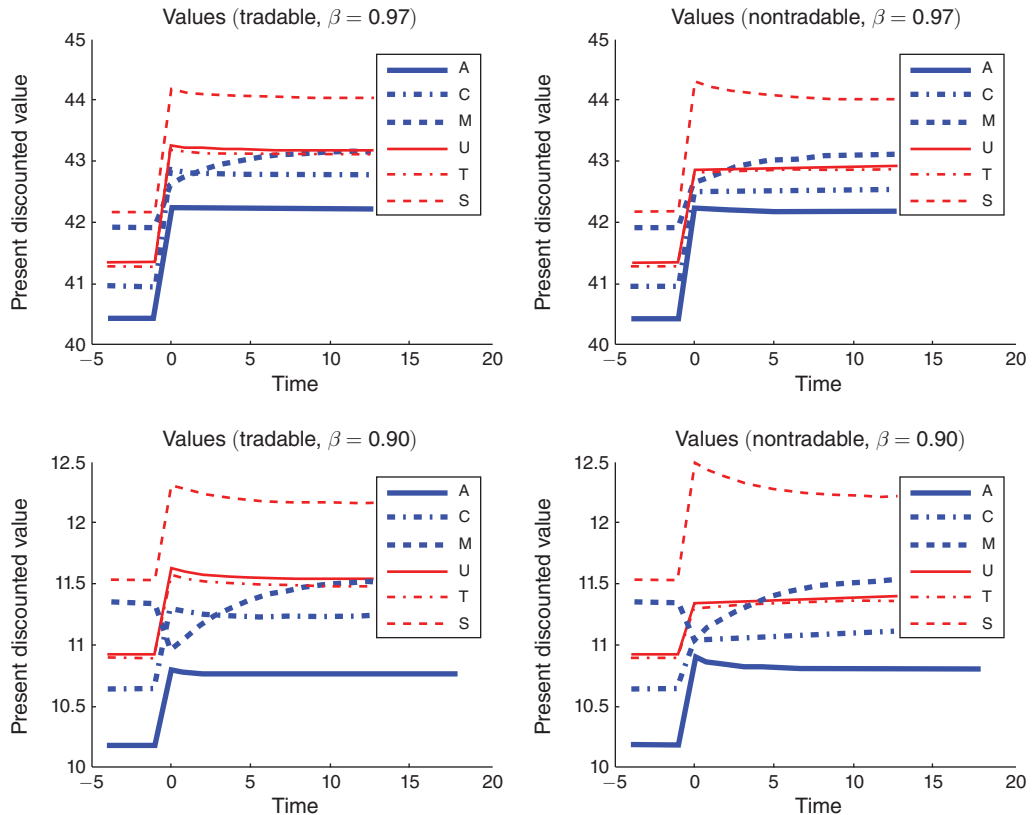 Values (tradable, β = 0.97)
Present discounted value
45
44
43
42
41
40
−5
0
5
10
15
20
Time
A
C
M
U
T
S
Values (nontradable, β = 0.97)
Present discounted value
45
44
43
42
41
40
−5
0
5
10
15
20
Time
A
C
M
U
T
S
Values (tradable, β = 0.90)
Present discounted value
12.5
12
11.5
11
10.5
10
−5
0
5
10
15
20
Time
A
C
M
U
T
S
Values (nontradable, β = 0.90)
Present discounted value
12.5
12
11.5
11
10.5
10
−5
0
5
10
15
20
Time
A
C
M
U
T
S